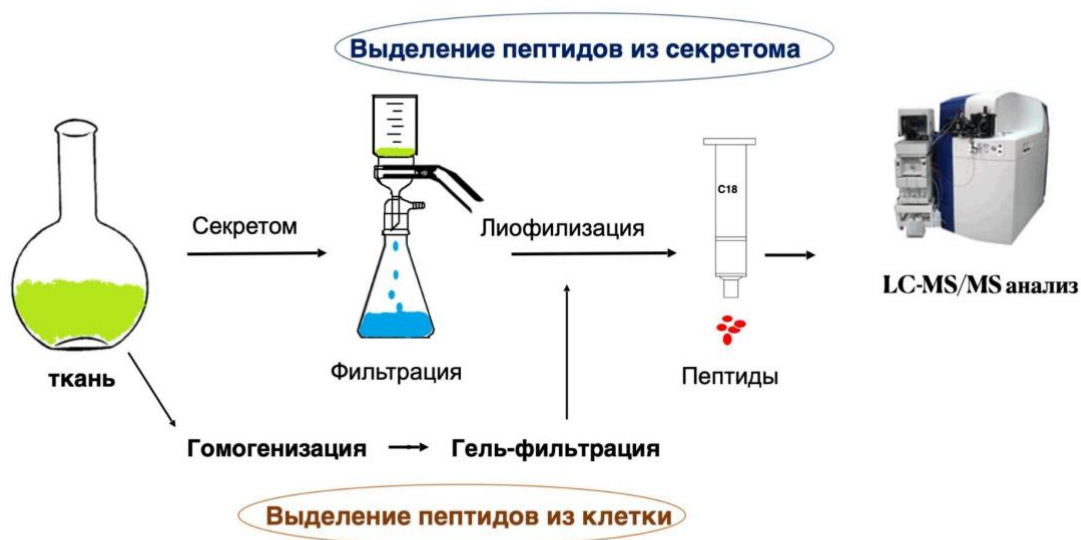 Выделение пептидов из секретома
Секретом
Лиофилизация
C18
LC-MS/MS анализ
ткань
Фильтрация
Пептиды
Гомогенизация
Гель-фильтрация
Выделение пептидов из клетки